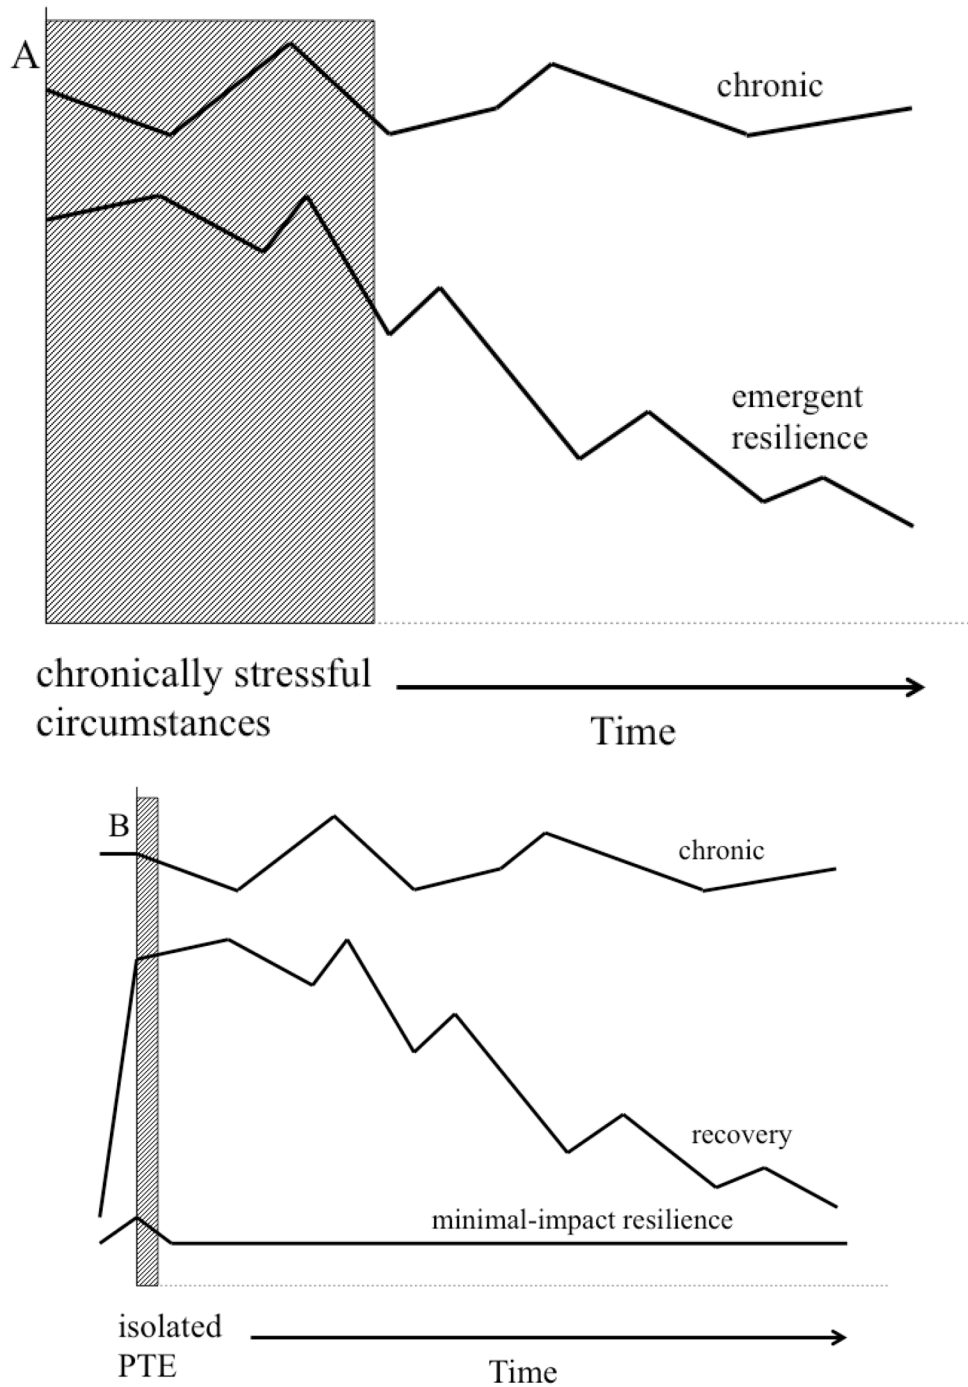 A
chronic
emergent
resilience
chronically stressful
circumstances
Time
B
chronic
recovery
minimal-impact resilience
isolated
PTE
Time